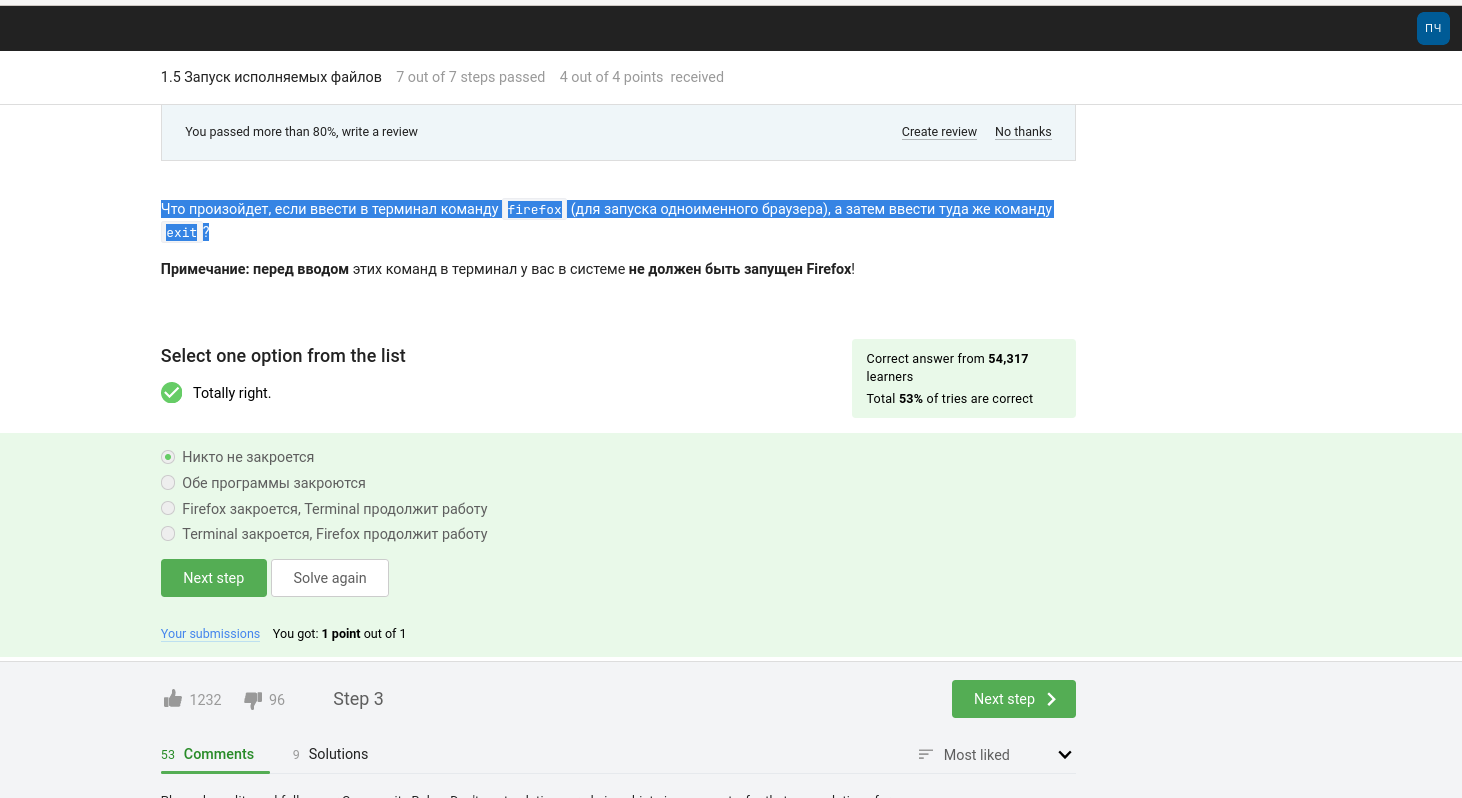 ПЧ
1.5 Запуск исполняемых файлов 7 out of 7 steps passed 4 out of 4 points received
You passed more than 80%, write a review Create review No thanks
Что произойдет, если ввести в терминал команду firefox (для запуска одноименного браузера), а затем ввести туда же команду
exit ?
Примечание: перед вводом этих команд в терминал у вас в системе не должен быть запущен Firefox!
Select one option from the list
Correct answer from 54,317
learners
Total 53% of tries are correct
Totally right.
Никто не закроется
Обе программы закроются
Firefox закроется, Terminal продолжит работу
Terminal закроется, Firefox продолжит работу
Next step Solve again
Your submissions You got: 1 point out of 1
1232 96 Step 3 Next step
53 Comments 9 Solutions Most liked